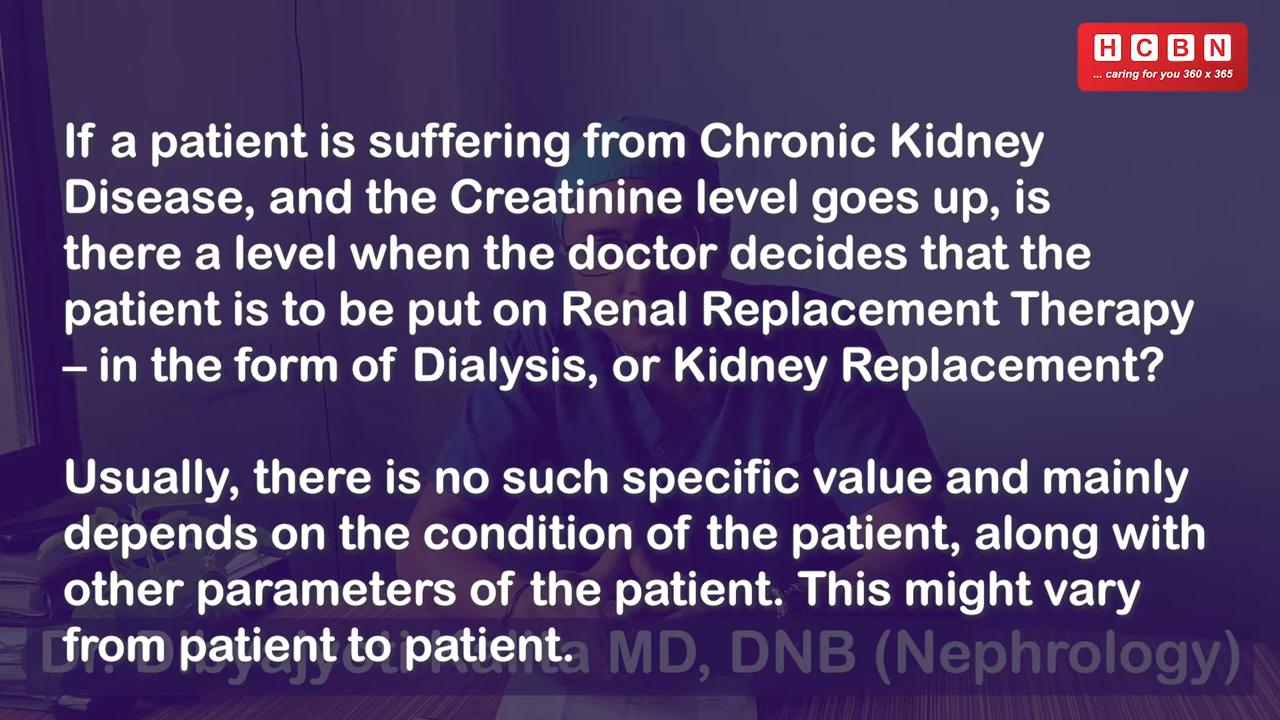 HCBN
... caring for you 360 x 365
If a patient is suffering from Chronic Kidney
Disease, and the Creatinine level goes up, is
there a level when the doctor decides that the
patient is to be put on Renal Replacement Therapy
– in the form of Dialysis, or Kidney Replacement?
Usually, there is no such specific value and mainly
depends on the condition of the patient, along with
other parameters of the patient. This might vary
from patient to patient.
Dr. Dibyajyoti Kalita MD, DNB (Nephrology)